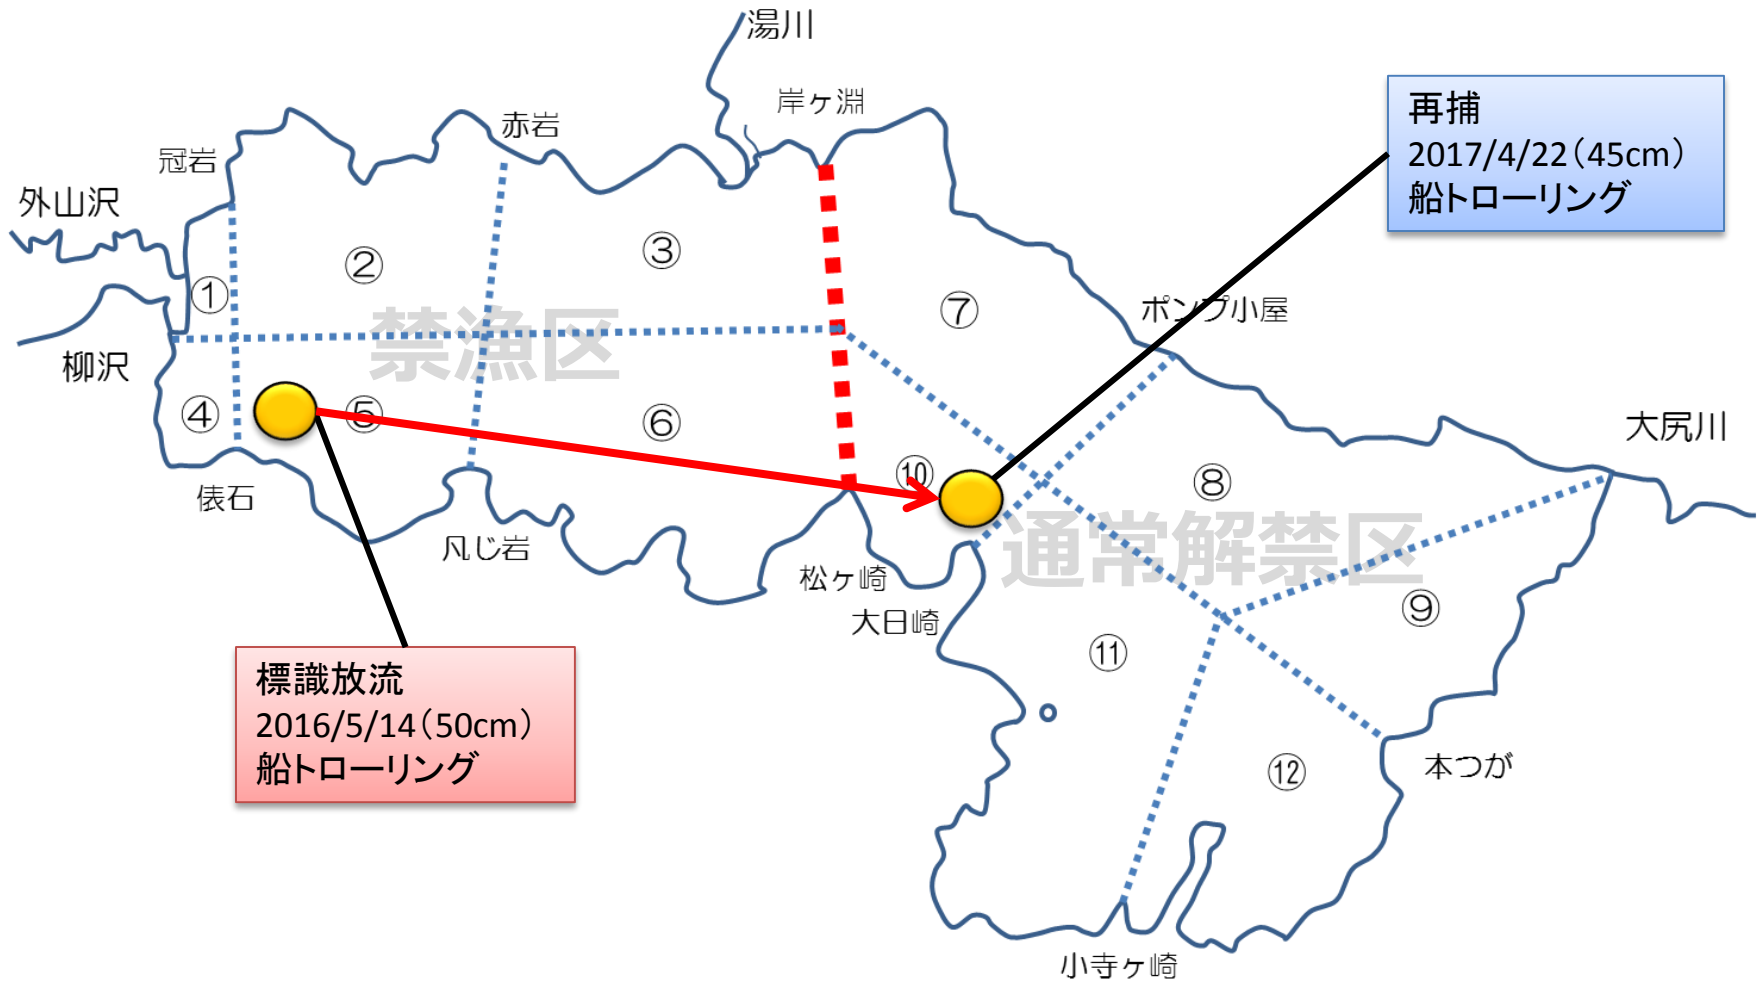 湯川
岸ヶ淵
赤岩
冠岩
外山沢
柳沢
再捕
2017/4/22(45cm)
船トローリング
①
②
③
⑦
ポンプ小屋
禁漁区
④
⑤
⑥
⑩
⑧
大尻川
俵石
凡じ岩
松ヶ崎
大日崎
通常解禁区
⑨
⑪
標識放流
2016/5/14(50cm)
船トローリング
⑫
本つが
小寺ヶ崎